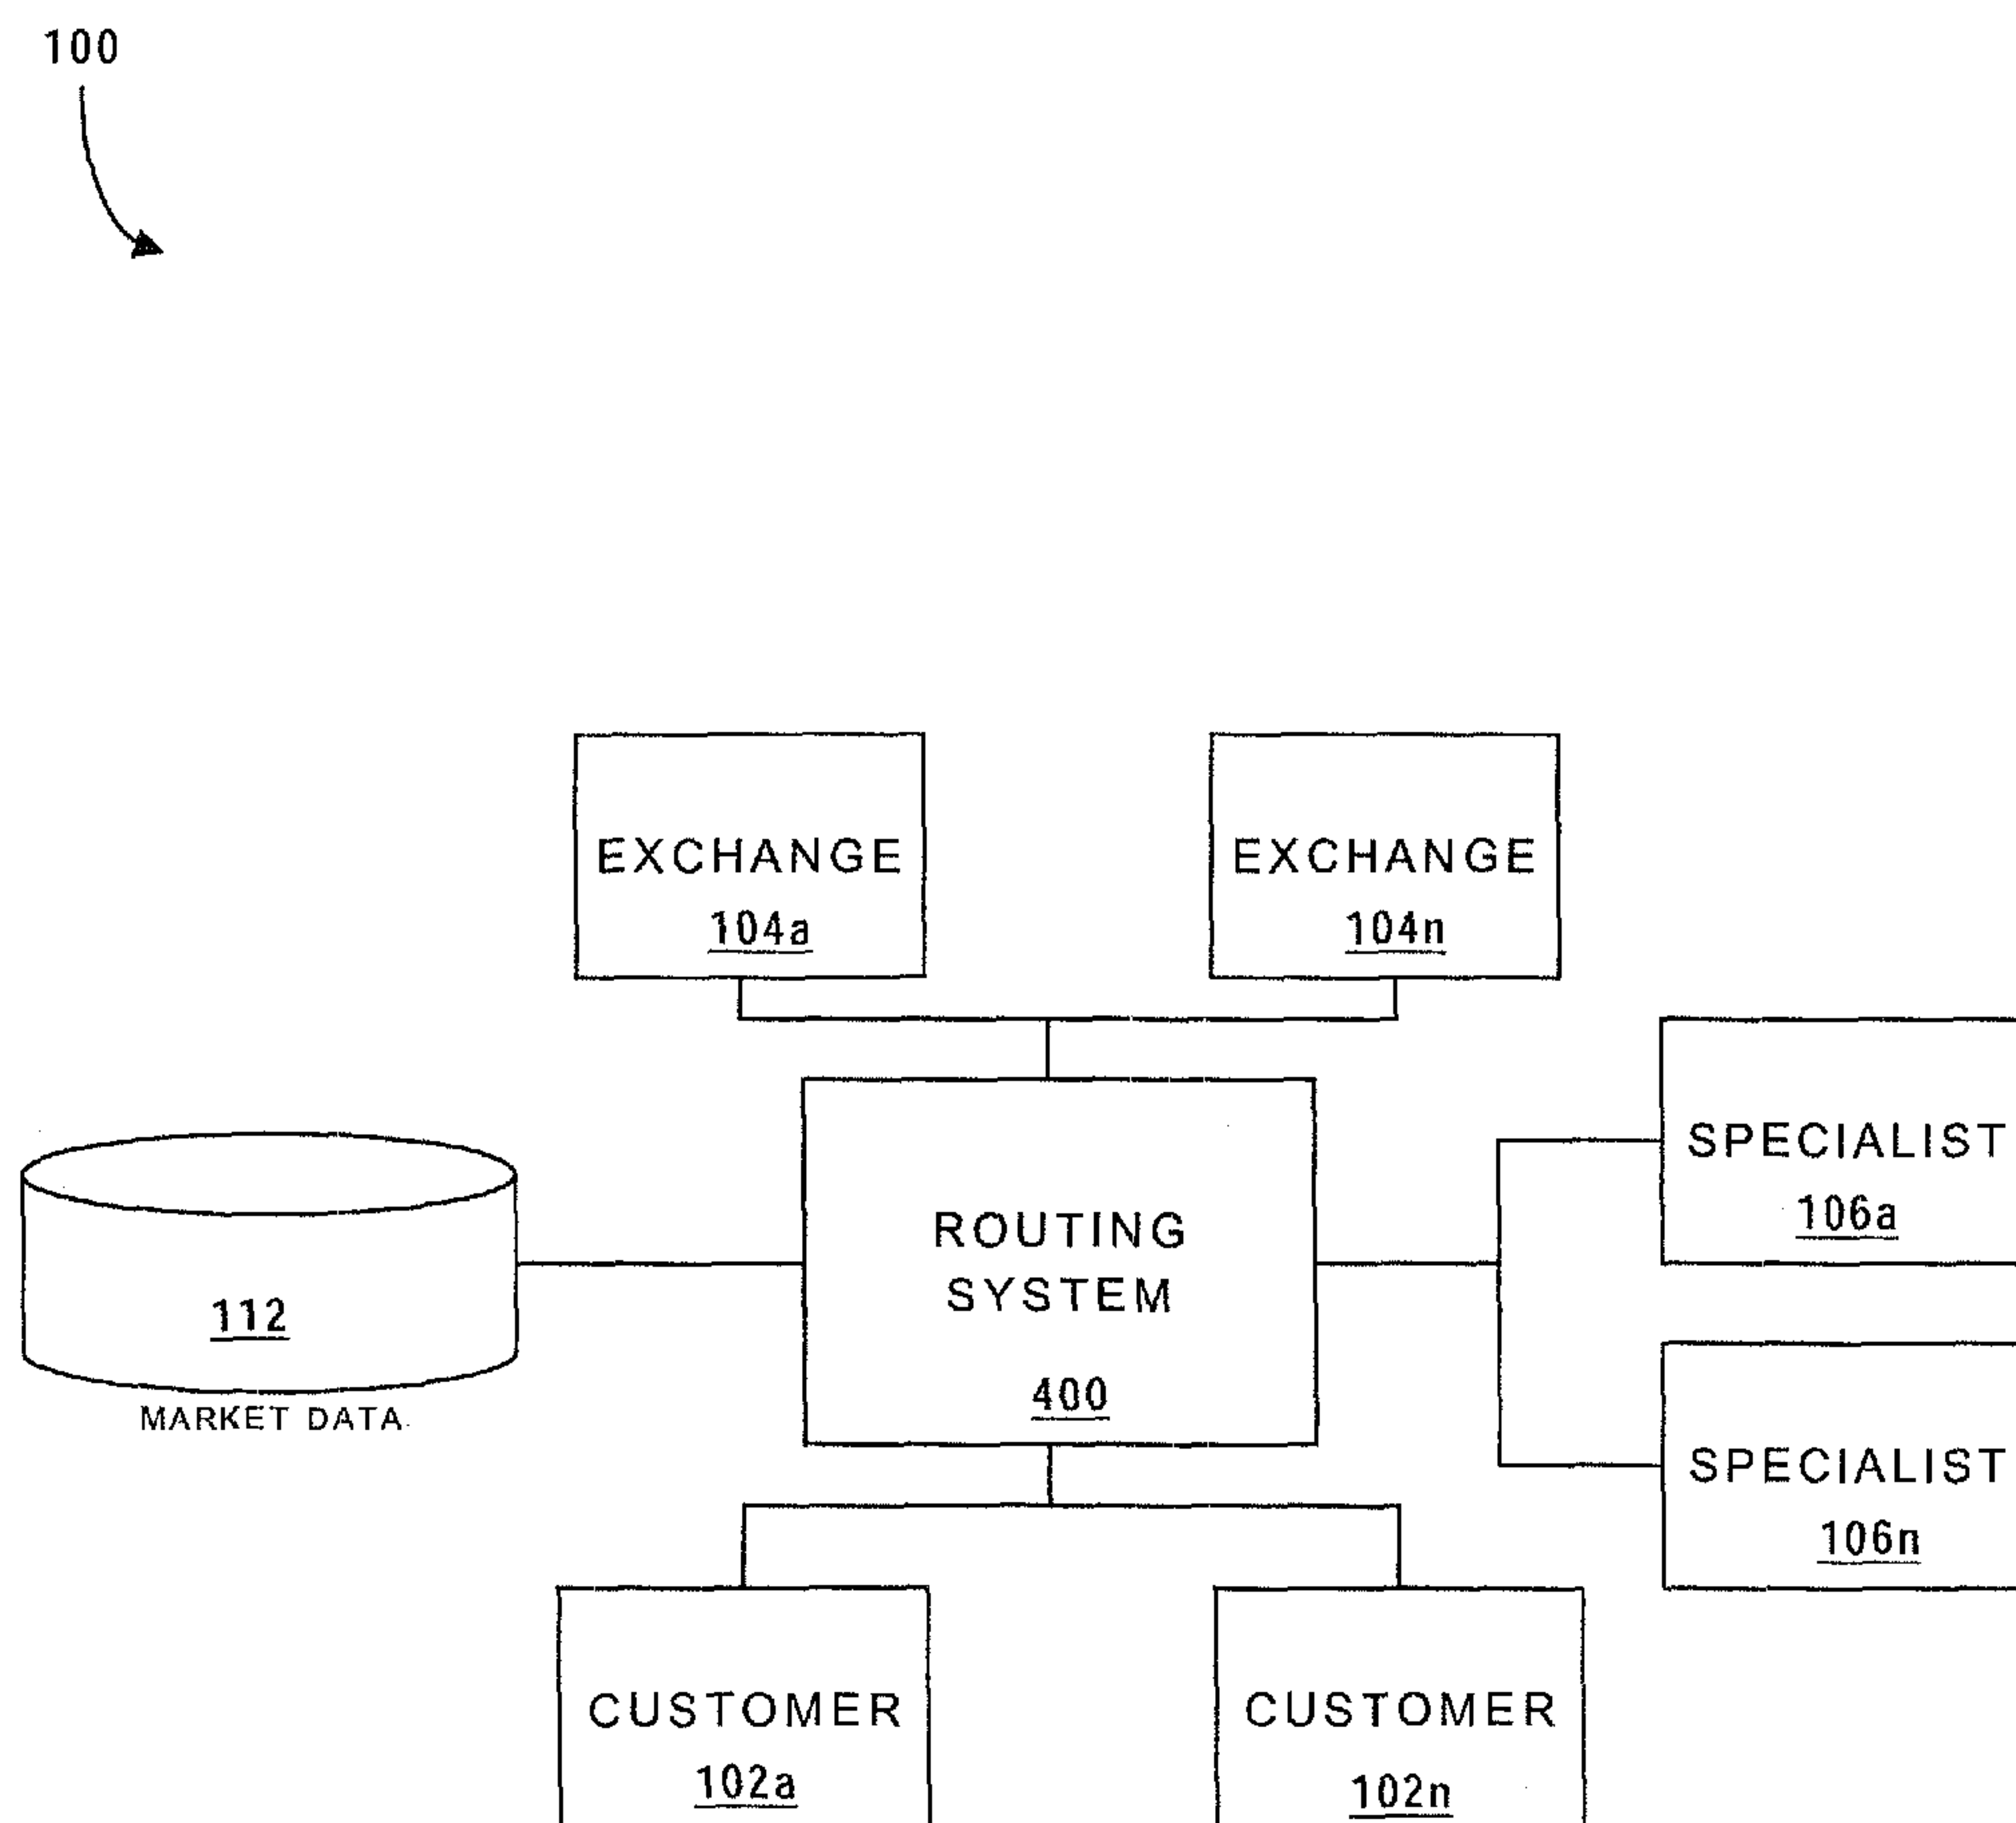 100
EXCHANGE
104a
EXCHANGE
104n
SPECIALIST
106a
ROUTING
SYSTEM
400
112
MARKET DATA
SPECIALIST
106n
CUSTOMER
102a
CUSTOMER
102n